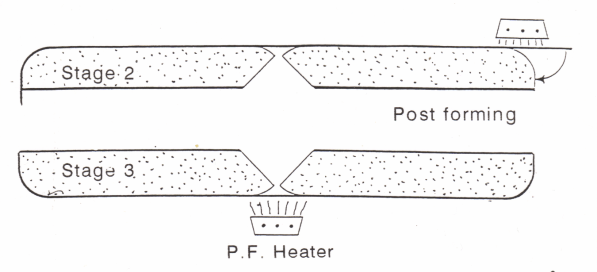 Stage 2
Post forming
Stage 3
P.F. Heater